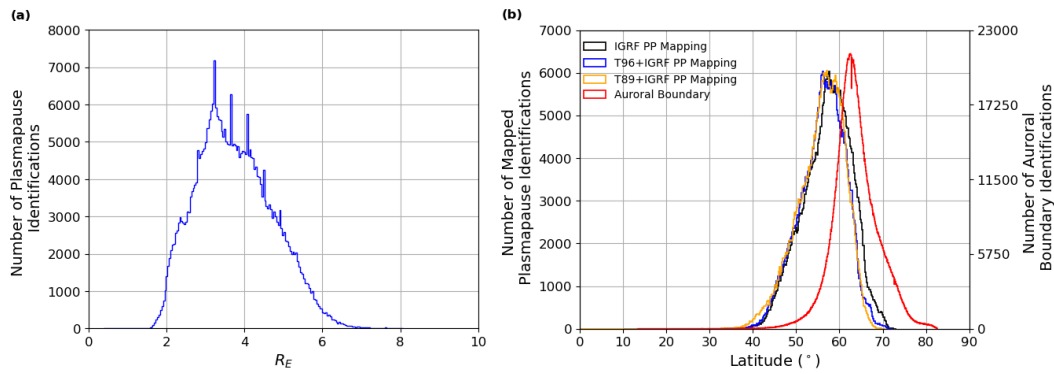 (a)
Number of Plasmapause
Identifications
8000
7000
6000
5000
4000
3000
2000
1000
0
0 2 4 6 8 10
R_E
(b)
Number of Mapped
Plasmapause Identifications
7000
6000
5000
4000
3000
2000
1000
0
IGRF PP Mapping
T96+IGRF PP Mapping
T89+IGRF PP Mapping
Auroral Boundary
0 10 20 30 40 50 60 70 80 90
Latitude (°)
23000
17250
11500
5750
0
Number of Auroral
Boundary Identifications